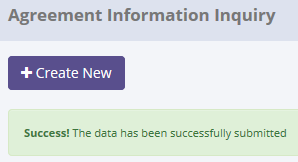 Agreement Information Inquiry
+ Create New
Success! The data has been successfully submitted